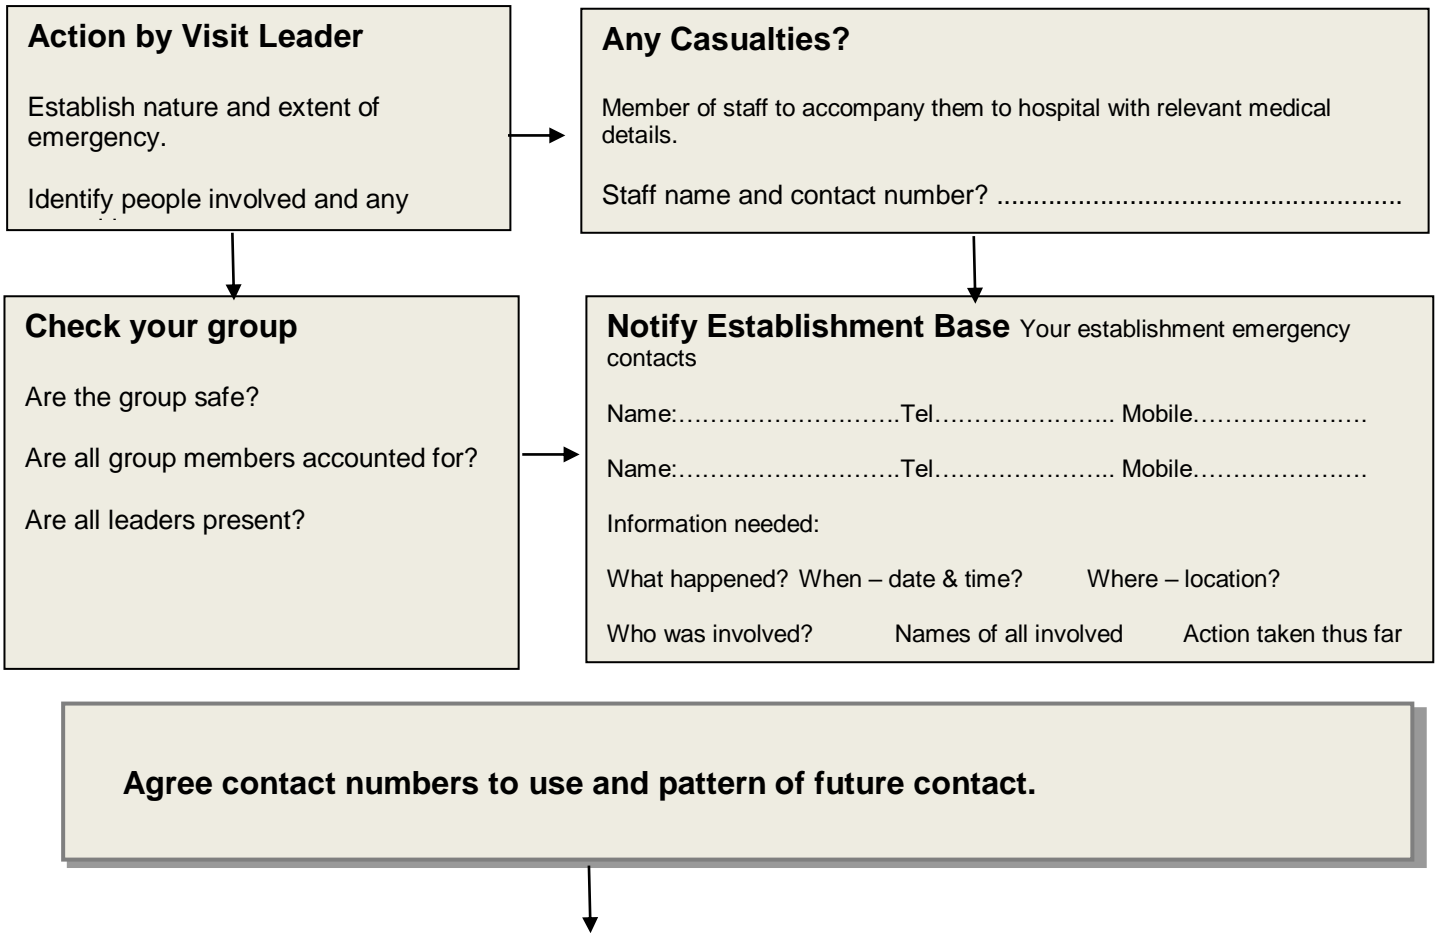 Action by Visit Leader
Establish nature and extent of
emergency.
Identify people involved and any
Any Casualties?
Member of staff to accompany them to hospital with relevant medical
details.
Staff name and contact number? .......................................................
Check your group
Are the group safe?
Are all group members accounted for?
Are all leaders present?
Notify Establishment Base Your establishment emergency
contacts
Name:……………………….Tel………………….. Mobile………………….
Name:……………………….Tel………………….. Mobile………………….
Information needed:
What happened? When – date & time? Where – location?
Who was involved? Names of all involved Action taken thus far
Agree contact numbers to use and pattern of future contact.